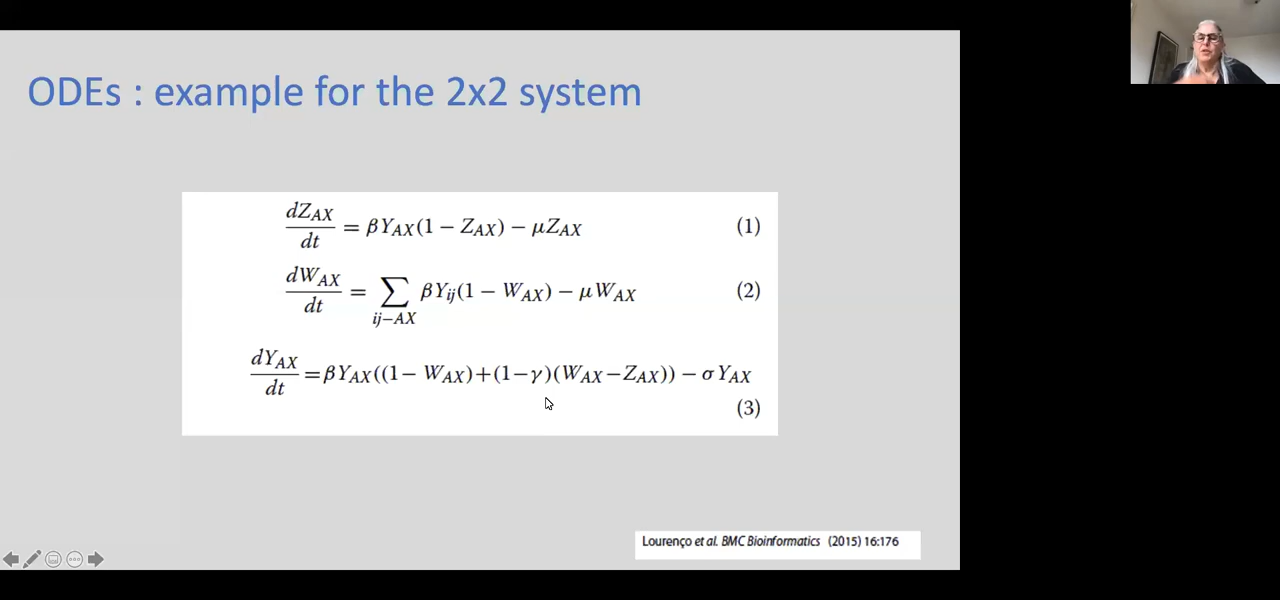 ODEs : example for the 2x2 system
dZ_AX/dt = βY_AX(1 − Z_AX) − μZ_AX (1)
dW_AX/dt = ∑_{ij−AX} βY_ij(1 − W_AX) − μW_AX (2)
dY_AX/dt =βY_AX((1− W_AX)+(1−γ)(W_AX−Z_AX)) − σY_AX
(3)
Lourenço et al. BMC Bioinformatics (2015) 16:176